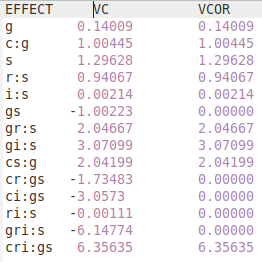 EFFECT VC VCOR
g 0.14009 0.14009
c:g 1.00445 1.00445
s 1.29628 1.29628
r:s 0.94067 0.94067
i:s 0.00214 0.00214
gs -1.00223 0.00000
gr:s 2.04667 2.04667
gi:s 3.07099 3.07099
cs:g 2.04199 2.04199
cr:gs -1.73483 0.00000
ci:gs -3.0573 0.00000
ri:s -0.00111 0.00000
gri:s -6.14774 0.00000
cri:gs 6.35635 6.35635